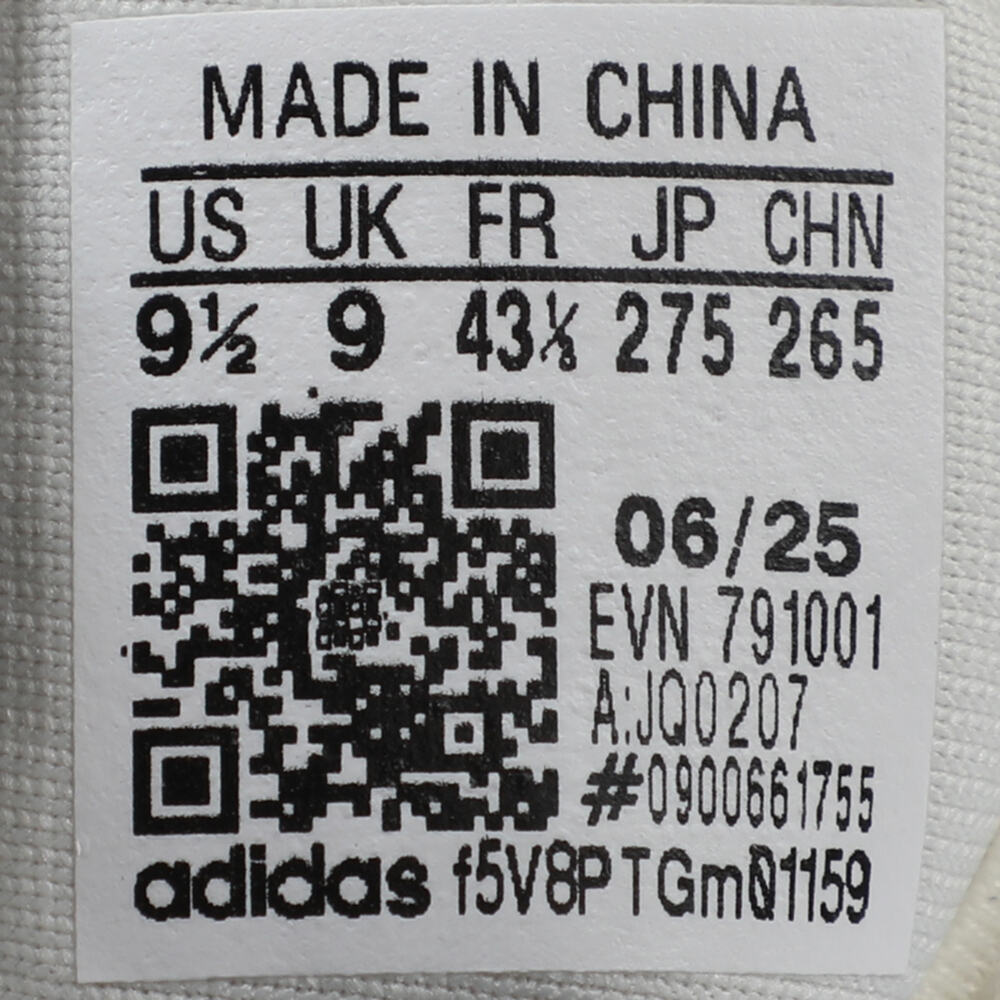 MADE IN CHINA
US UK FR JP CHN
9½ 9 43⅓ 275 265
06/25
EVN 791001
A:JQ0207
#0900661755
adidas f5V8PTGmQ1159